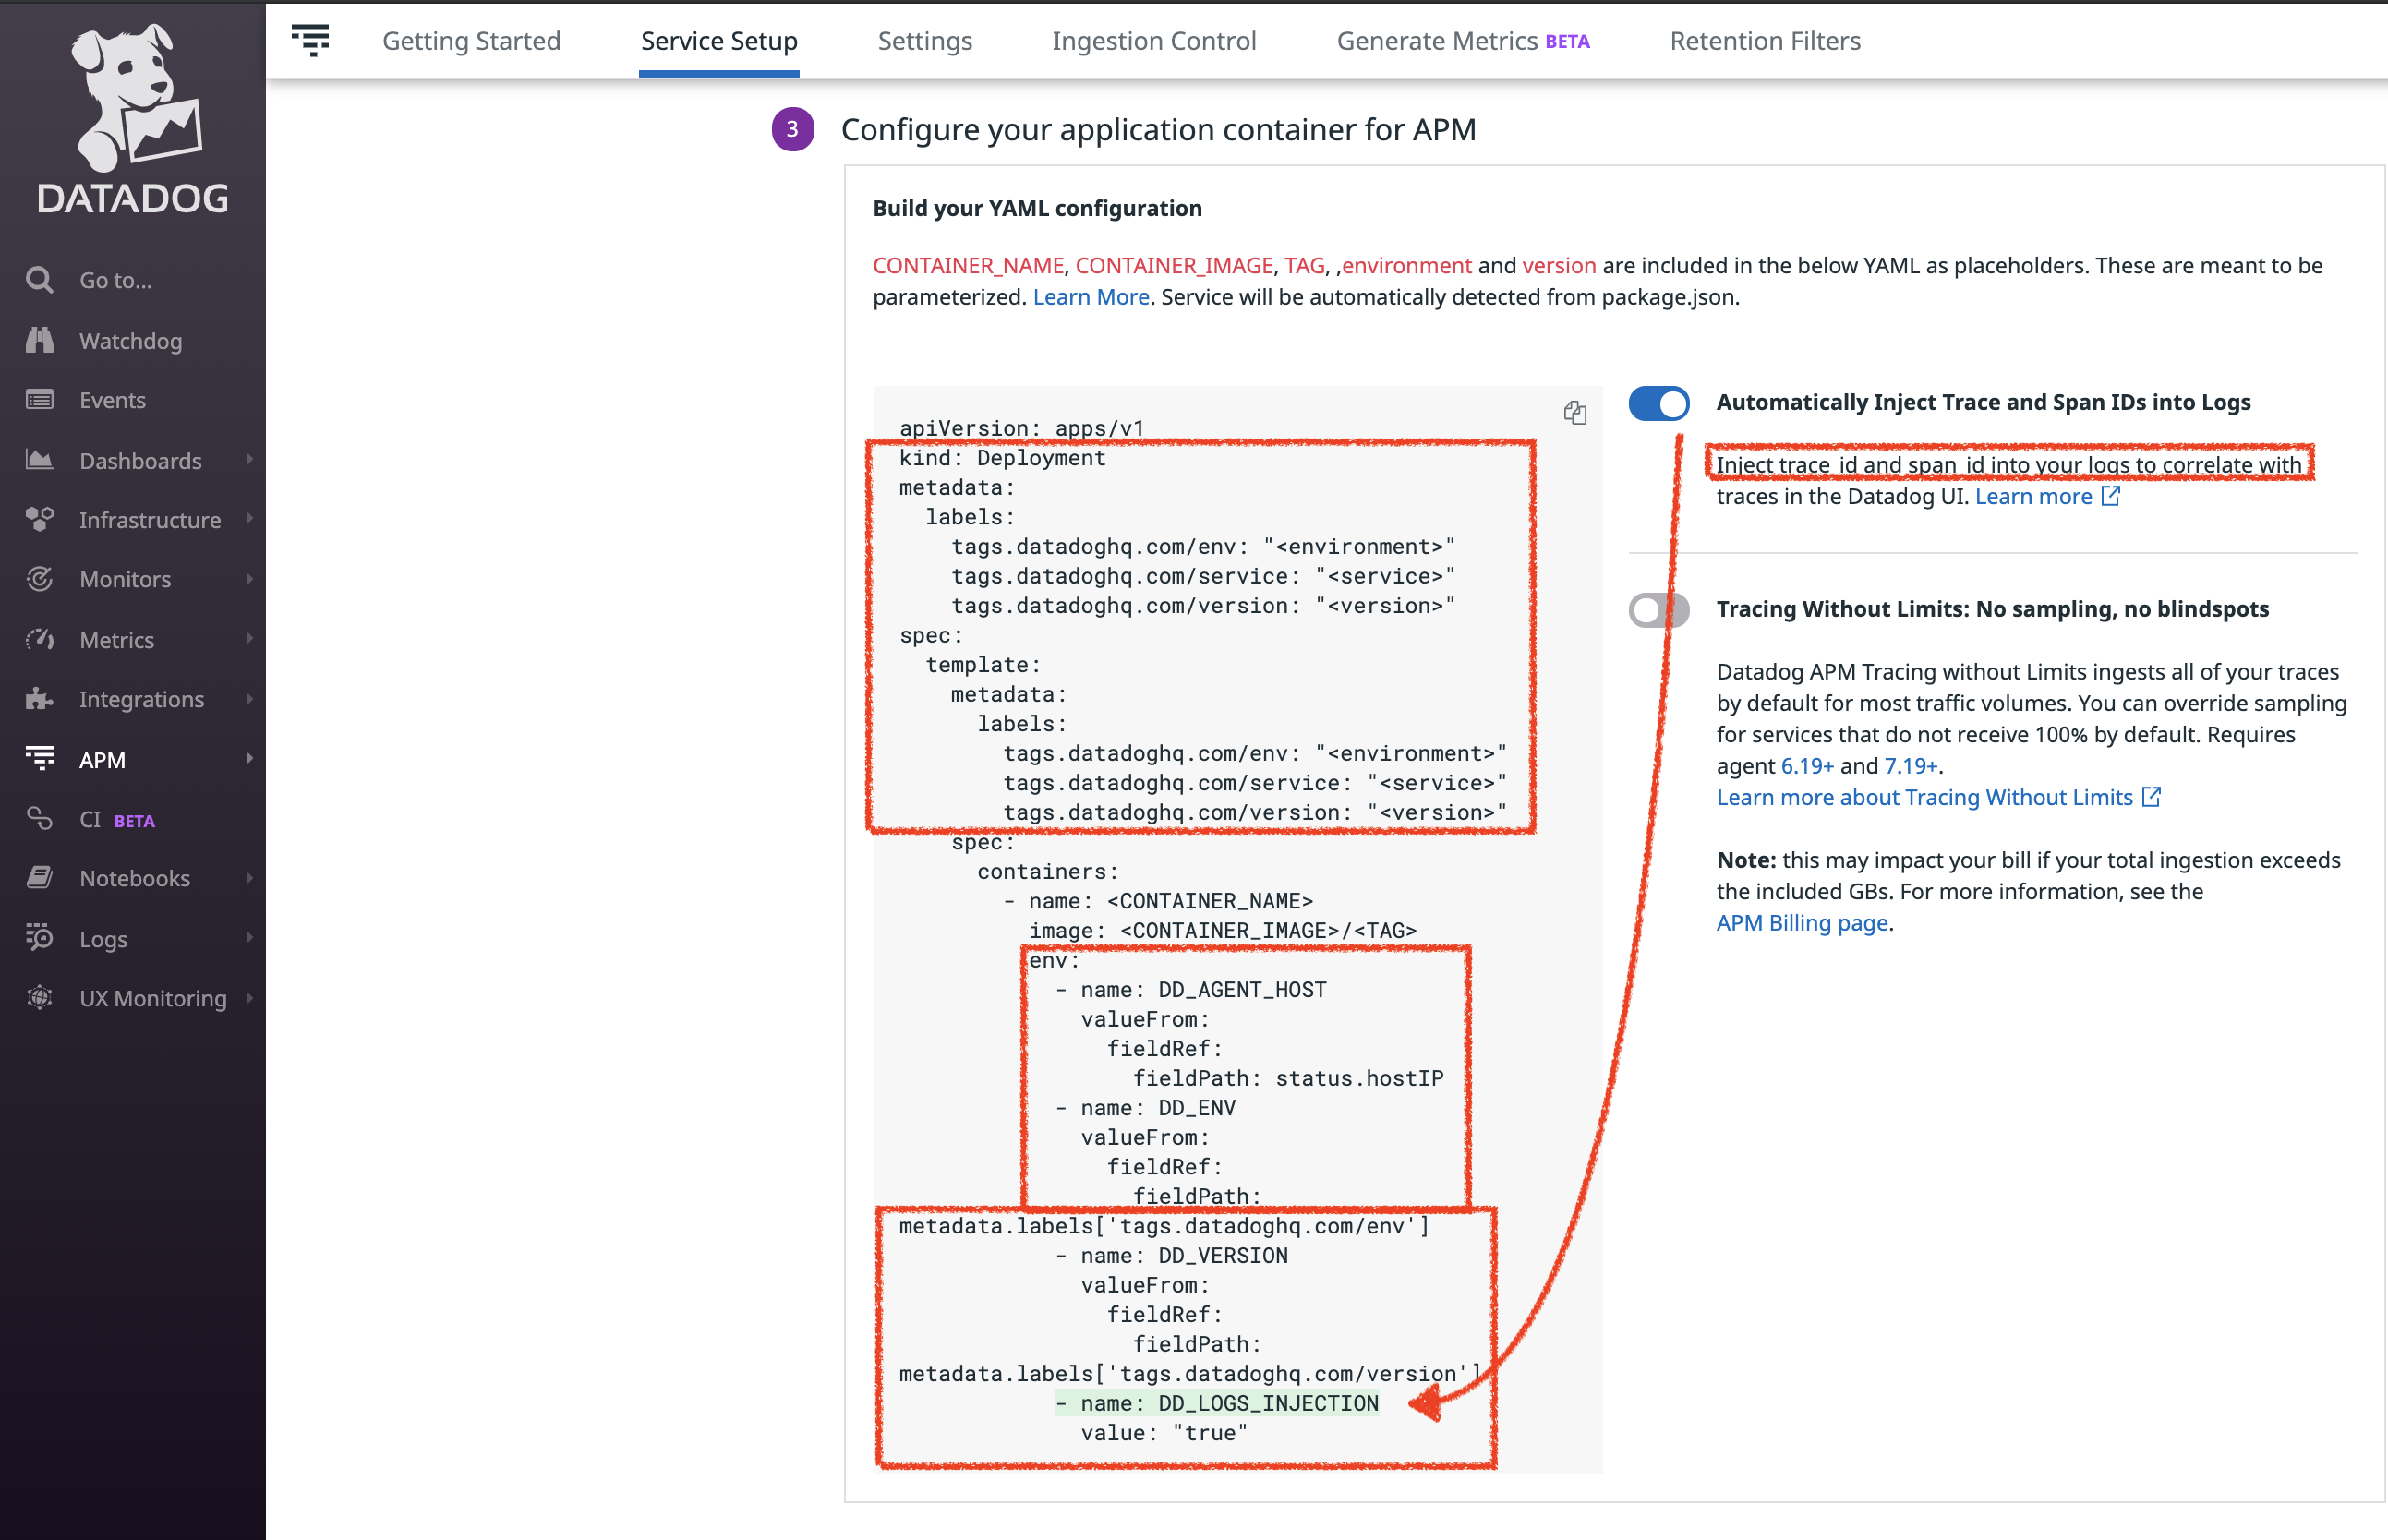 DATADOG
Go to...
Watchdog
Events
Dashboards
Infrastructure
Monitors
Metrics
Integrations
APM
CI BETA
Notebooks
Logs
UX Monitoring
Getting Started
Service Setup
Settings
Ingestion Control
Generate Metrics BETA
Retention Filters
3 Configure your application container for APM
Build your YAML configuration
CONTAINER_NAME, CONTAINER_IMAGE, TAG, ,environment and version are included in the below YAML as placeholders. These are meant to be
parameterized. Learn More. Service will be automatically detected from package.json.
apiVersion: apps/v1
kind: Deployment
metadata:
  labels:
    tags.datadoghq.com/env: "<environment>"
    tags.datadoghq.com/service: "<service>"
    tags.datadoghq.com/version: "<version>"
spec:
  template:
    metadata:
      labels:
        tags.datadoghq.com/env: "<environment>"
        tags.datadoghq.com/service: "<service>"
        tags.datadoghq.com/version: "<version>"
    spec:
      containers:
        - name: <CONTAINER_NAME>
          image: <CONTAINER_IMAGE>/<TAG>
          env:
            - name: DD_AGENT_HOST
              valueFrom:
                fieldRef:
                  fieldPath: status.hostIP
            - name: DD_ENV
              valueFrom:
                fieldRef:
                  fieldPath:
metadata.labels['tags.datadoghq.com/env']
            - name: DD_VERSION
              valueFrom:
                fieldRef:
                  fieldPath:
metadata.labels['tags.datadoghq.com/version']
            - name: DD_LOGS_INJECTION
              value: "true"
Automatically Inject Trace and Span IDs into Logs
Inject trace_id and span_id into your logs to correlate with
traces in the Datadog UI. Learn more
Tracing Without Limits: No sampling, no blindspots
Datadog APM Tracing without Limits ingests all of your traces
by default for most traffic volumes. You can override sampling
for services that do not receive 100% by default. Requires
agent 6.19+ and 7.19+.
Learn more about Tracing Without Limits
Note: this may impact your bill if your total ingestion exceeds
the included GBs. For more information, see the
APM Billing page.